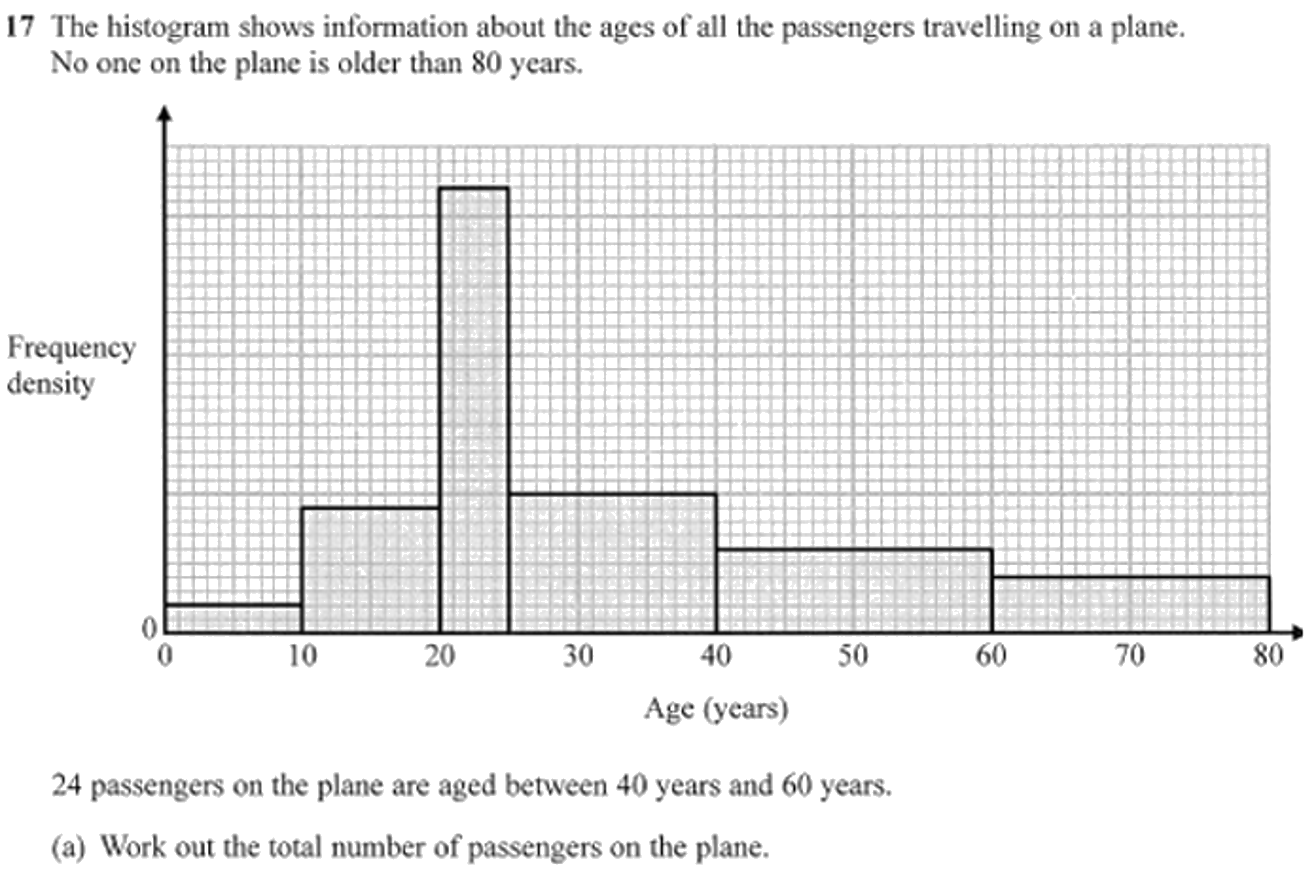 17 The histogram shows information about the ages of all the passengers travelling on a plane.
No one on the plane is older than 80 years.
Frequency
density
0
0 10 20 30 40 50 60 70 80
Age (years)
24 passengers on the plane are aged between 40 years and 60 years.
(a) Work out the total number of passengers on the plane.